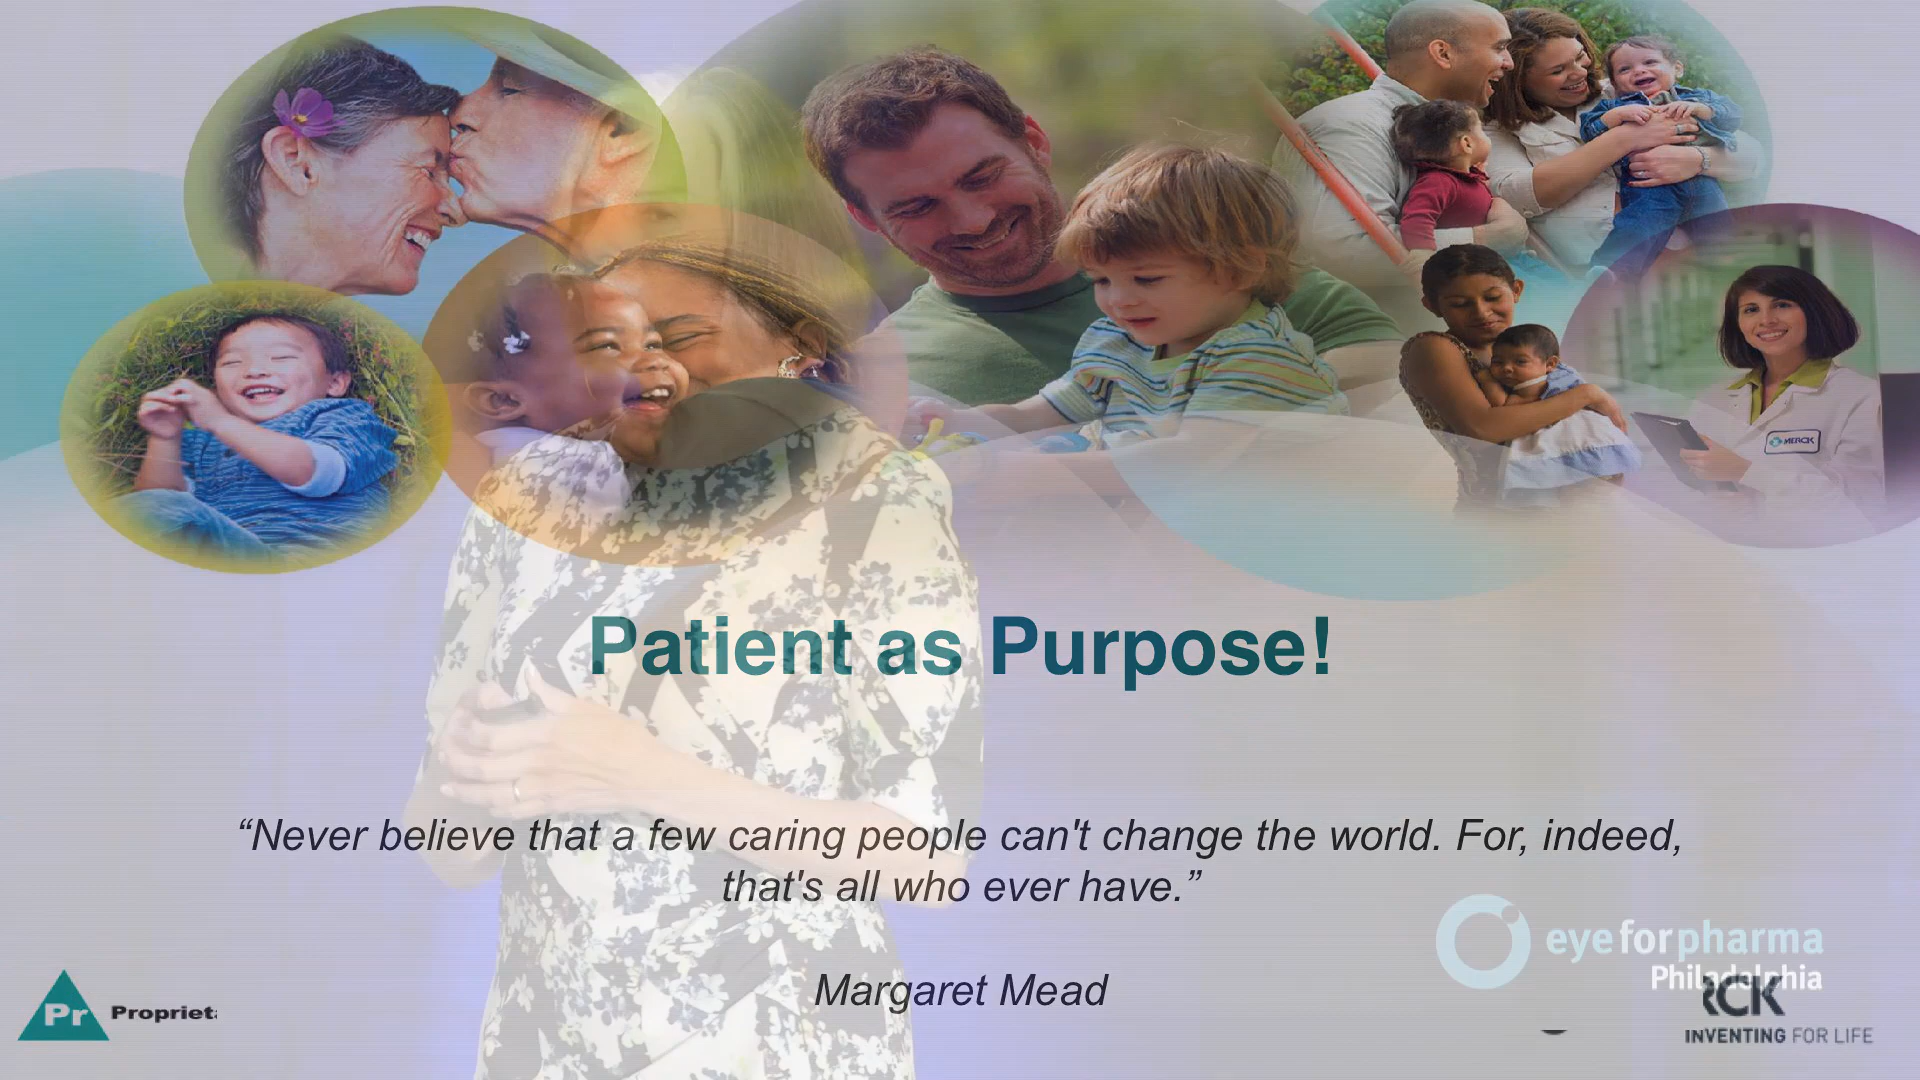 MERCK
Patient as Purpose!
“Never believe that a few caring people can't change the world. For, indeed,
that's all who ever have.”
Margaret Mead
eyeforpharma
Philadelphia
Pr
INVENTING FOR LIFE